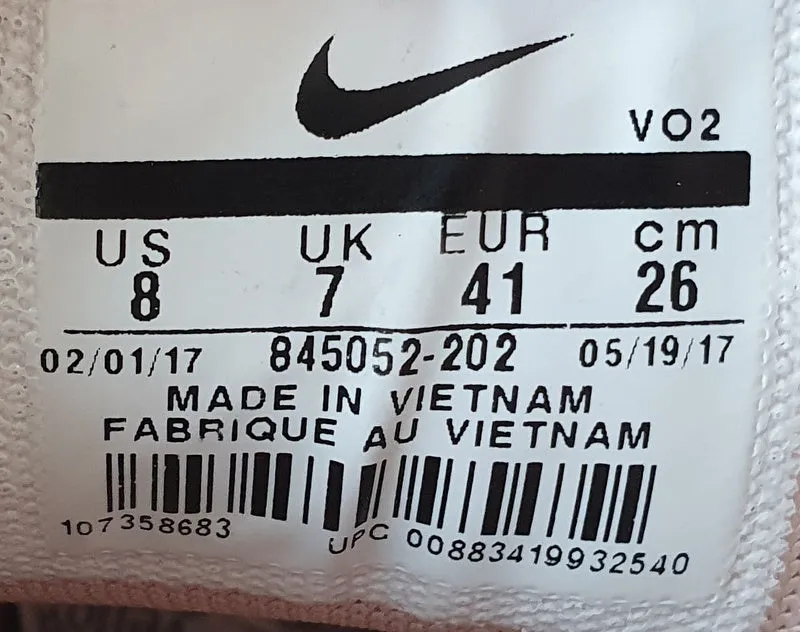 VO2
US UK EUR cm
8 7 41 26
02/01/17 845052-202 05/19/17
MADE IN VIETNAM
FABRIQUE AU VIETNAM
107358683 UPC 00883419932540